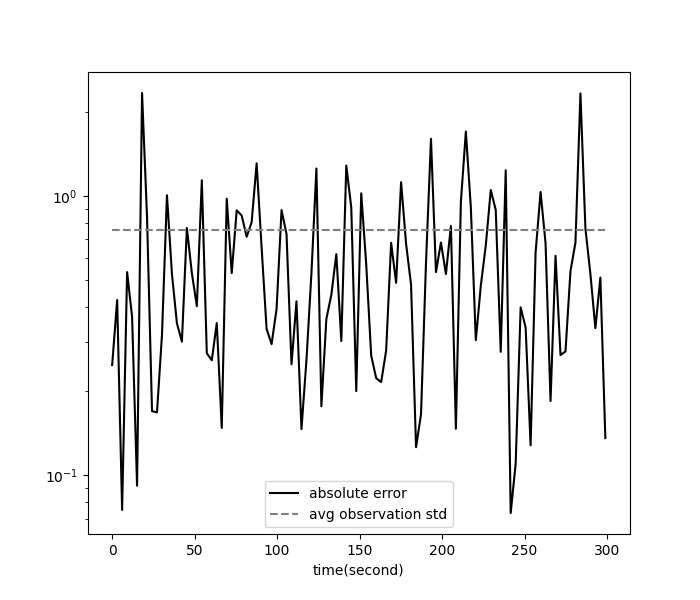 10⁰
10⁻¹
absolute error
avg observation std
0 50 100 150 200 250 300
time(second)